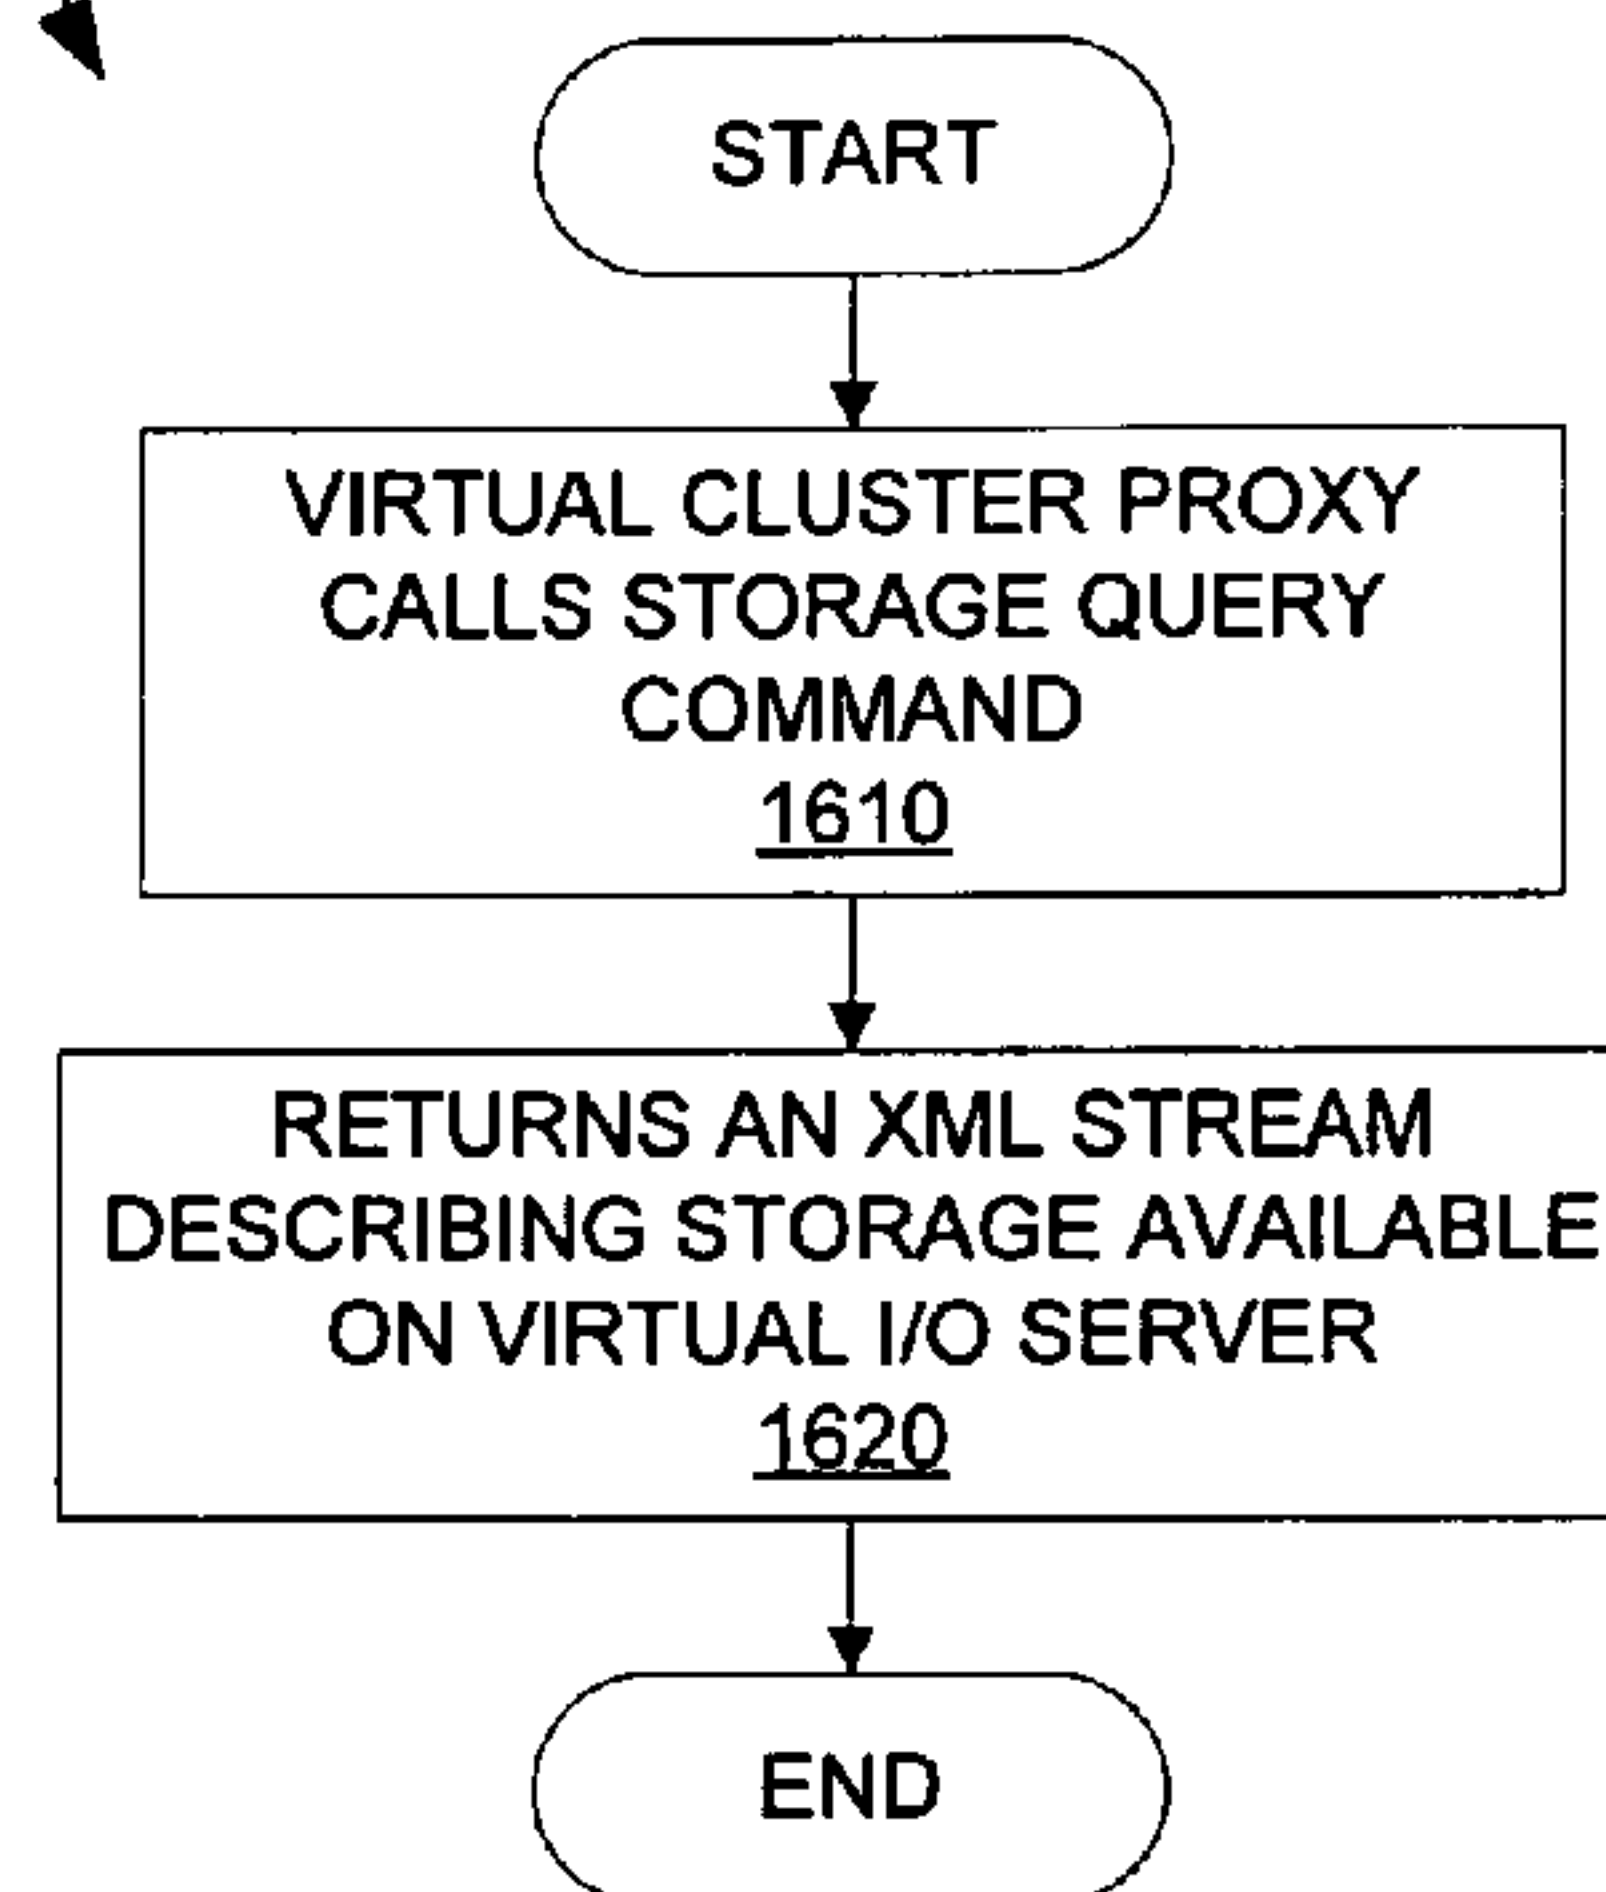 START
VIRTUAL CLUSTER PROXY
CALLS STORAGE QUERY
COMMAND
1610
RETURNS AN XML STREAM
DESCRIBING STORAGE AVAILABLE
ON VIRTUAL I/O SERVER
1620
END